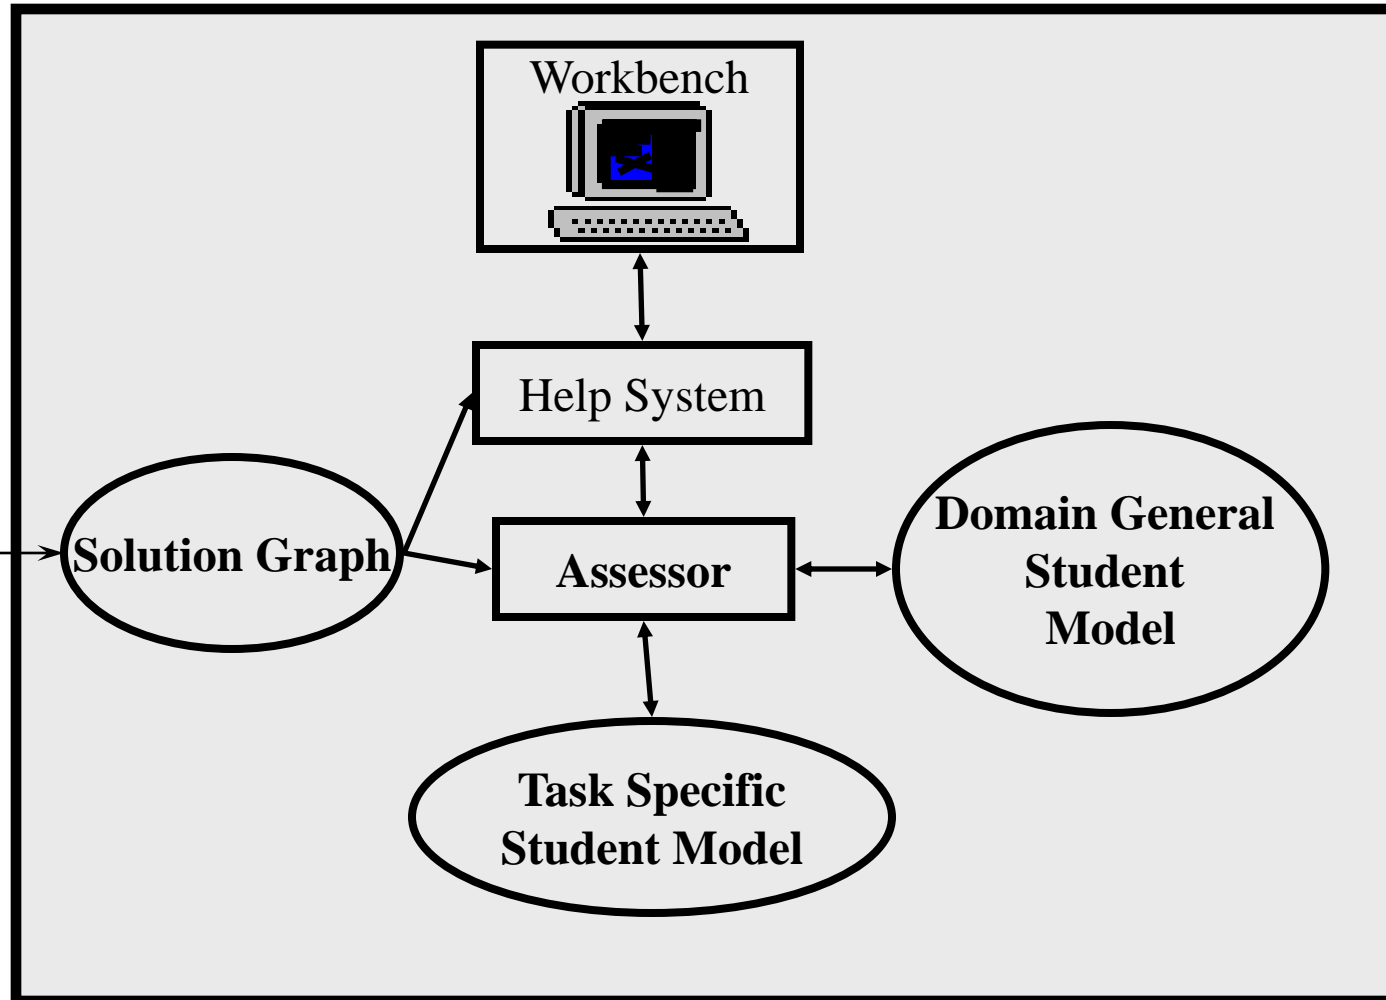 Workbench
Help System
Solution Graph
Assessor
Domain General
Student
Model
Task Specific
Student Model